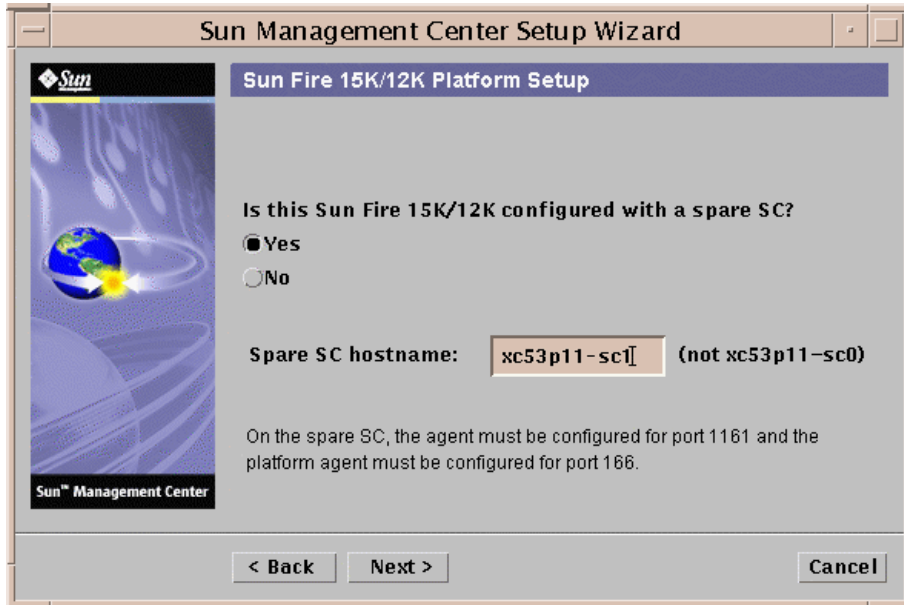 Sun Management Center Setup Wizard
Sun
Sun Fire 15K/12K Platform Setup
Is this Sun Fire 15K/12K configured with a spare SC?
Yes
No
Spare SC hostname: xc53p11-sc1 (not xc53p11-sc0)
On the spare SC, the agent must be configured for port 1161 and the
platform agent must be configured for port 166.
Sun™ Management Center
< Back Next > Cancel